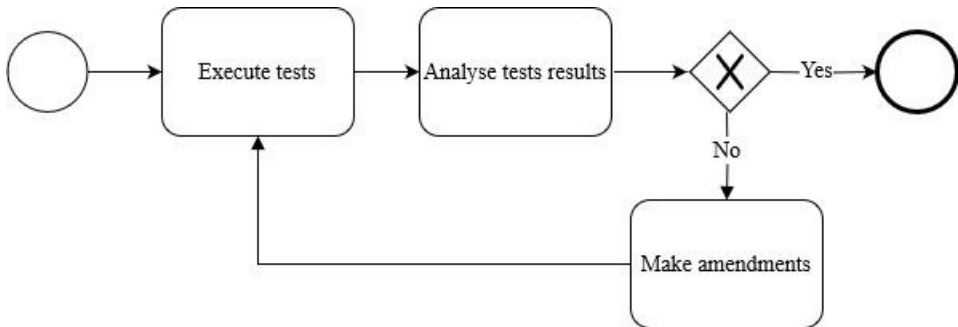 Execute tests
Analyse tests results
Yes
No
Make amendments